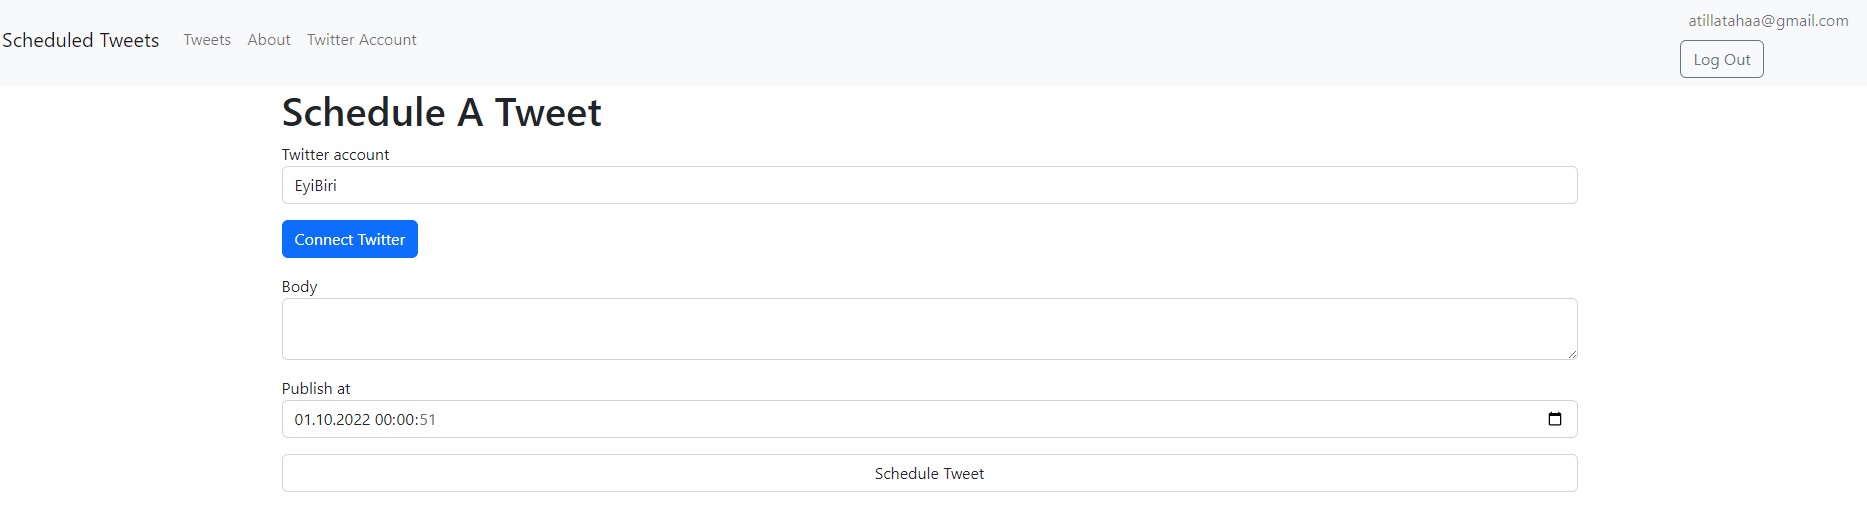 Scheduled Tweets Tweets About Twitter Account
atillatahaa@gmail.com
Log Out
Schedule A Tweet
Twitter account
EyiBiri
Connect Twitter
Body
Publish at
01.10.2022 00:00:51
Schedule Tweet